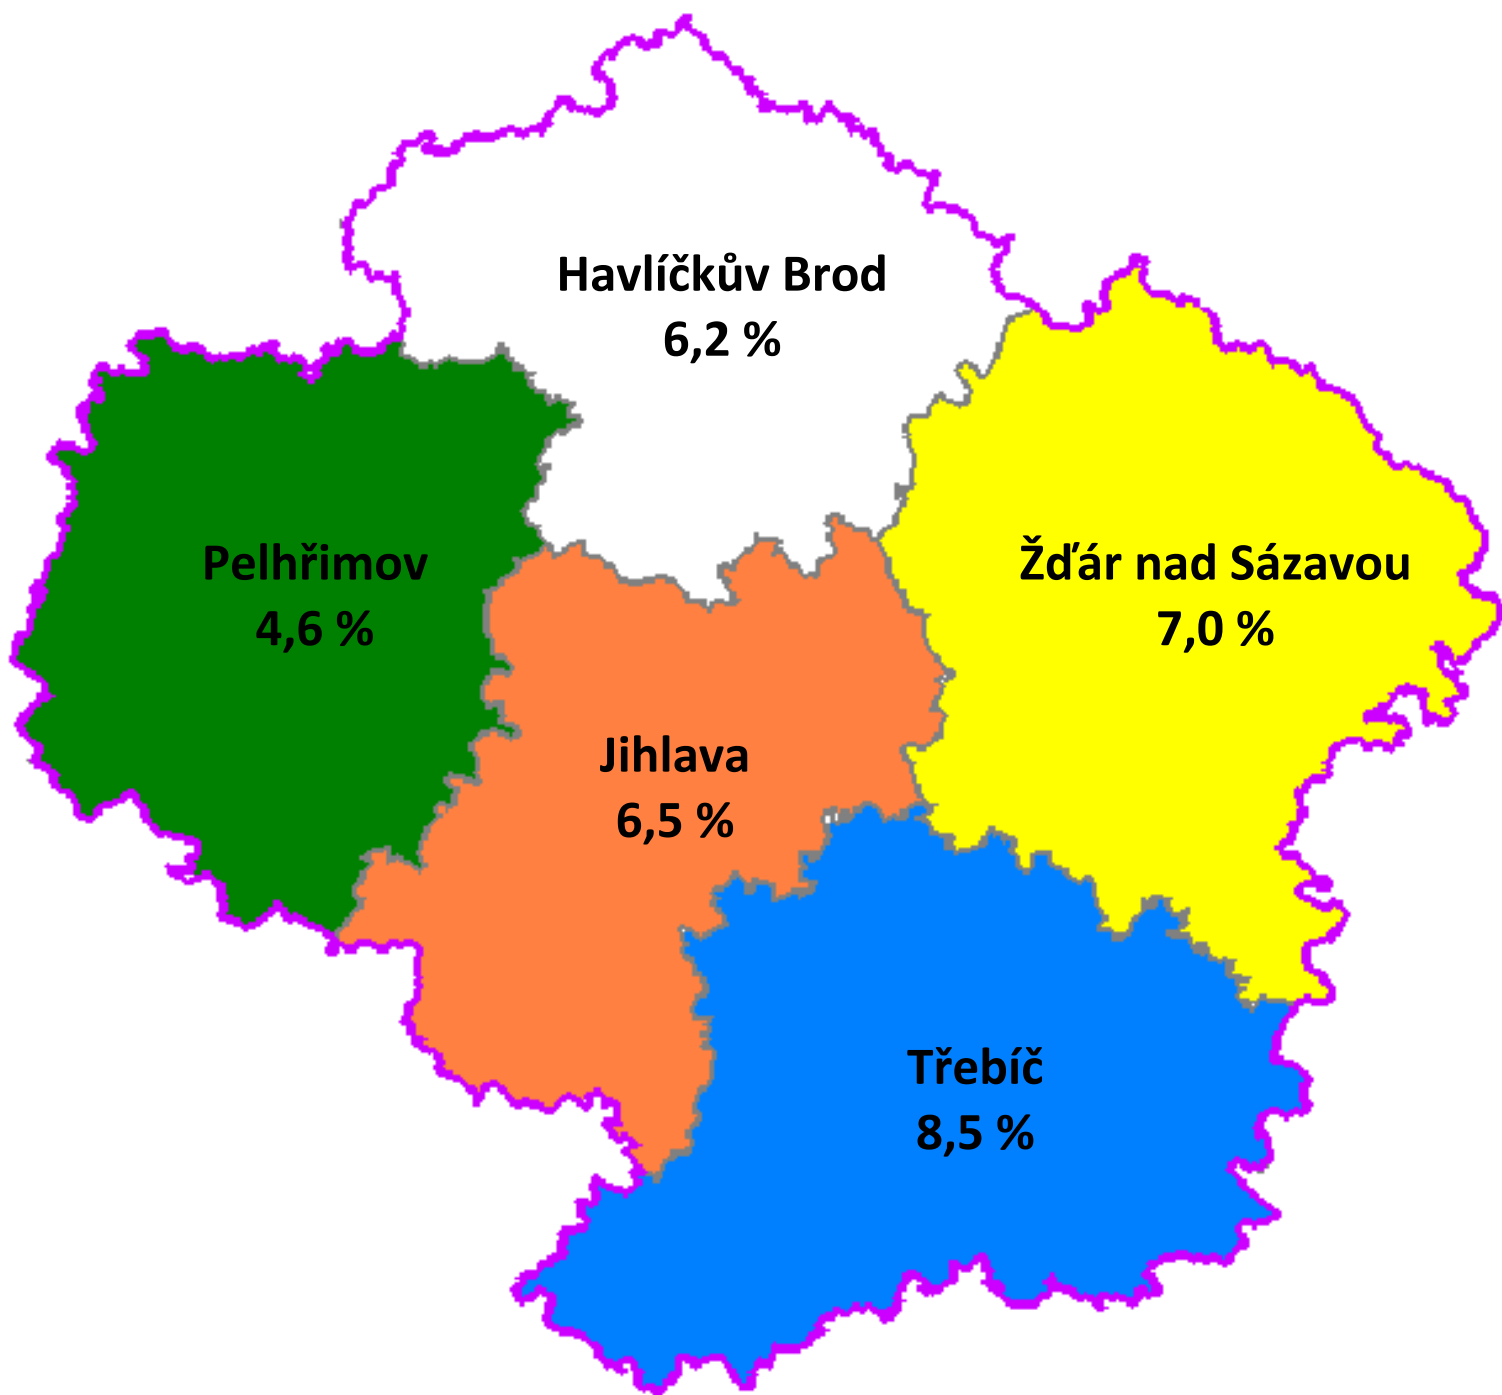 Havlíčkův Brod
6,2 %
Pelhřimov
4,6 %
Žďár nad Sázavou
7,0 %
Jihlava
6,5 %
Třebíč
8,5 %